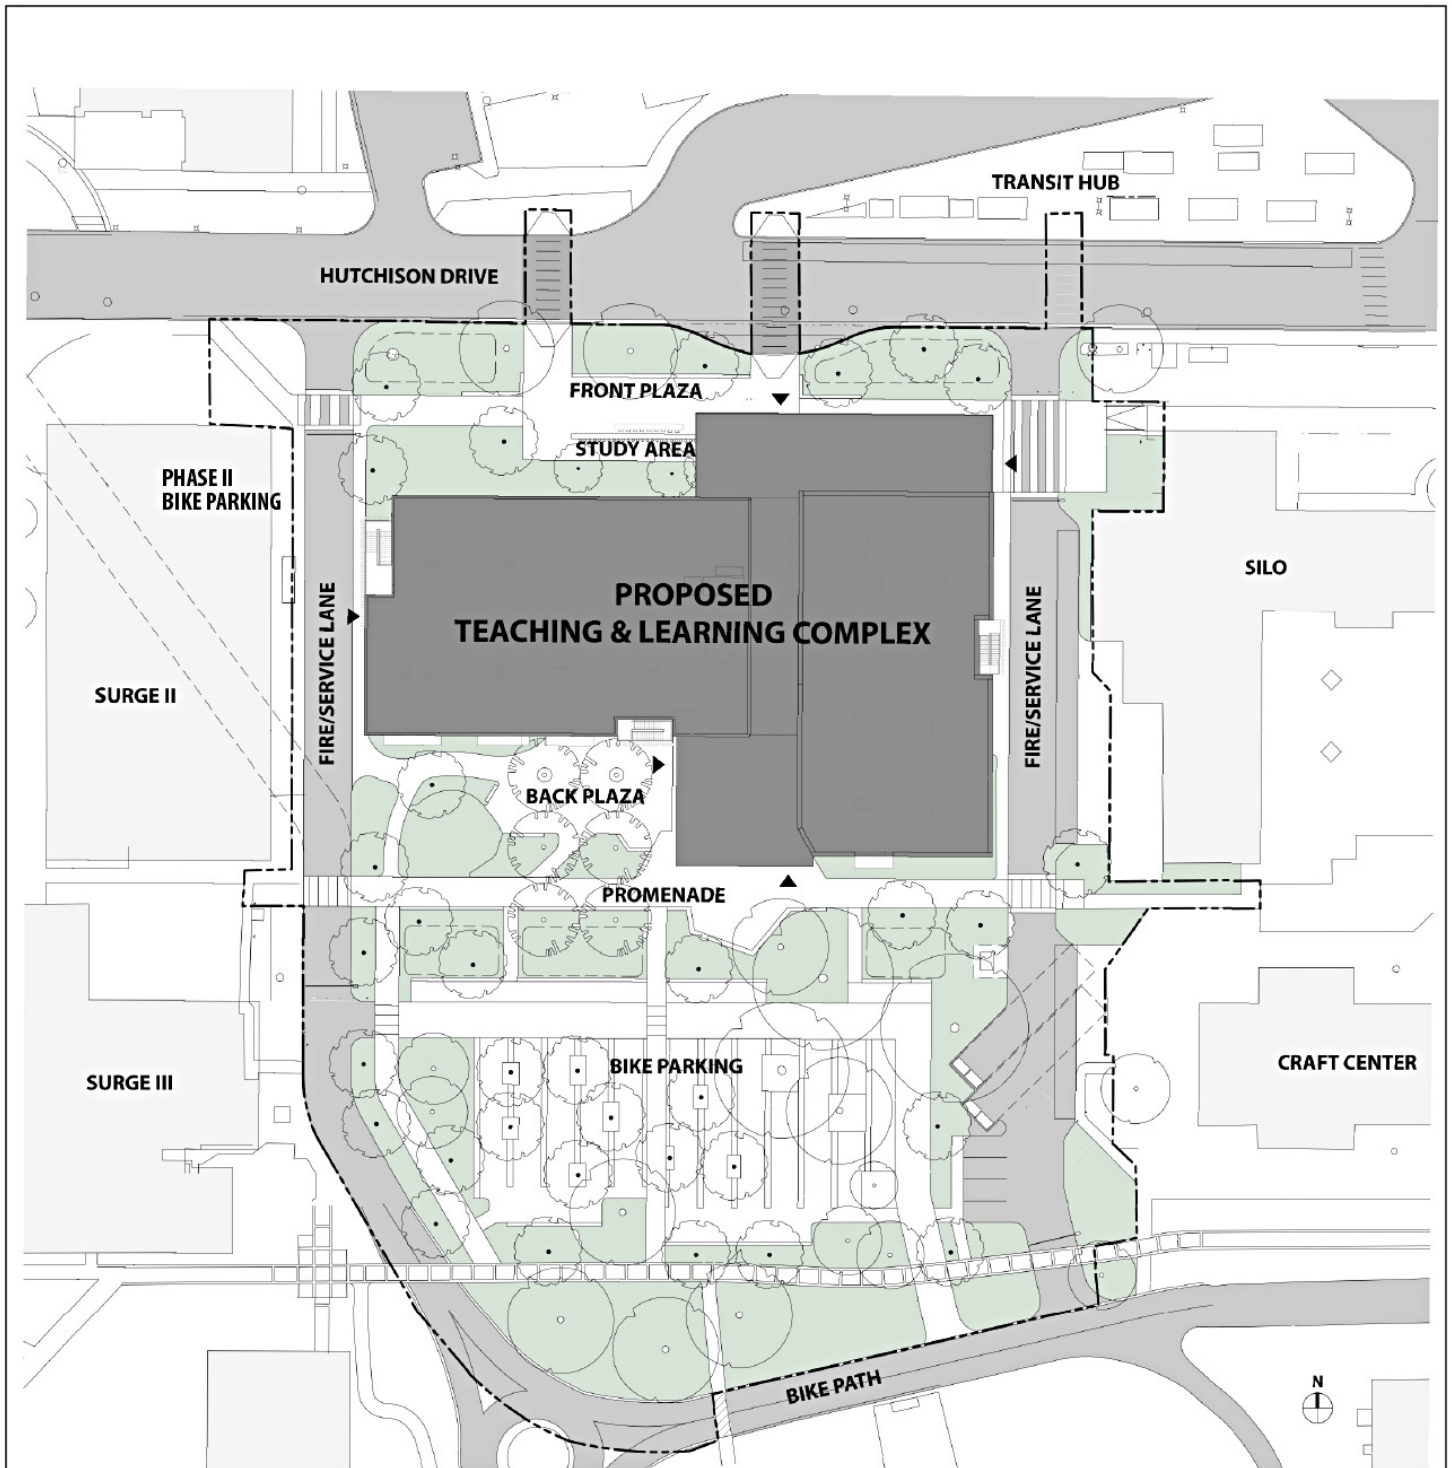 TRANSIT HUB
HUTCHISON DRIVE
FRONT PLAZA
STUDY AREA
PHASE II
BIKE PARKING
SILO
PROPOSED
TEACHING & LEARNING COMPLEX
FIRE/SERVICE LANE
FIRE/SERVICE LANE
SURGE II
BACK PLAZA
PROMENADE
BIKE PARKING
CRAFT CENTER
SURGE III
BIKE PATH
N